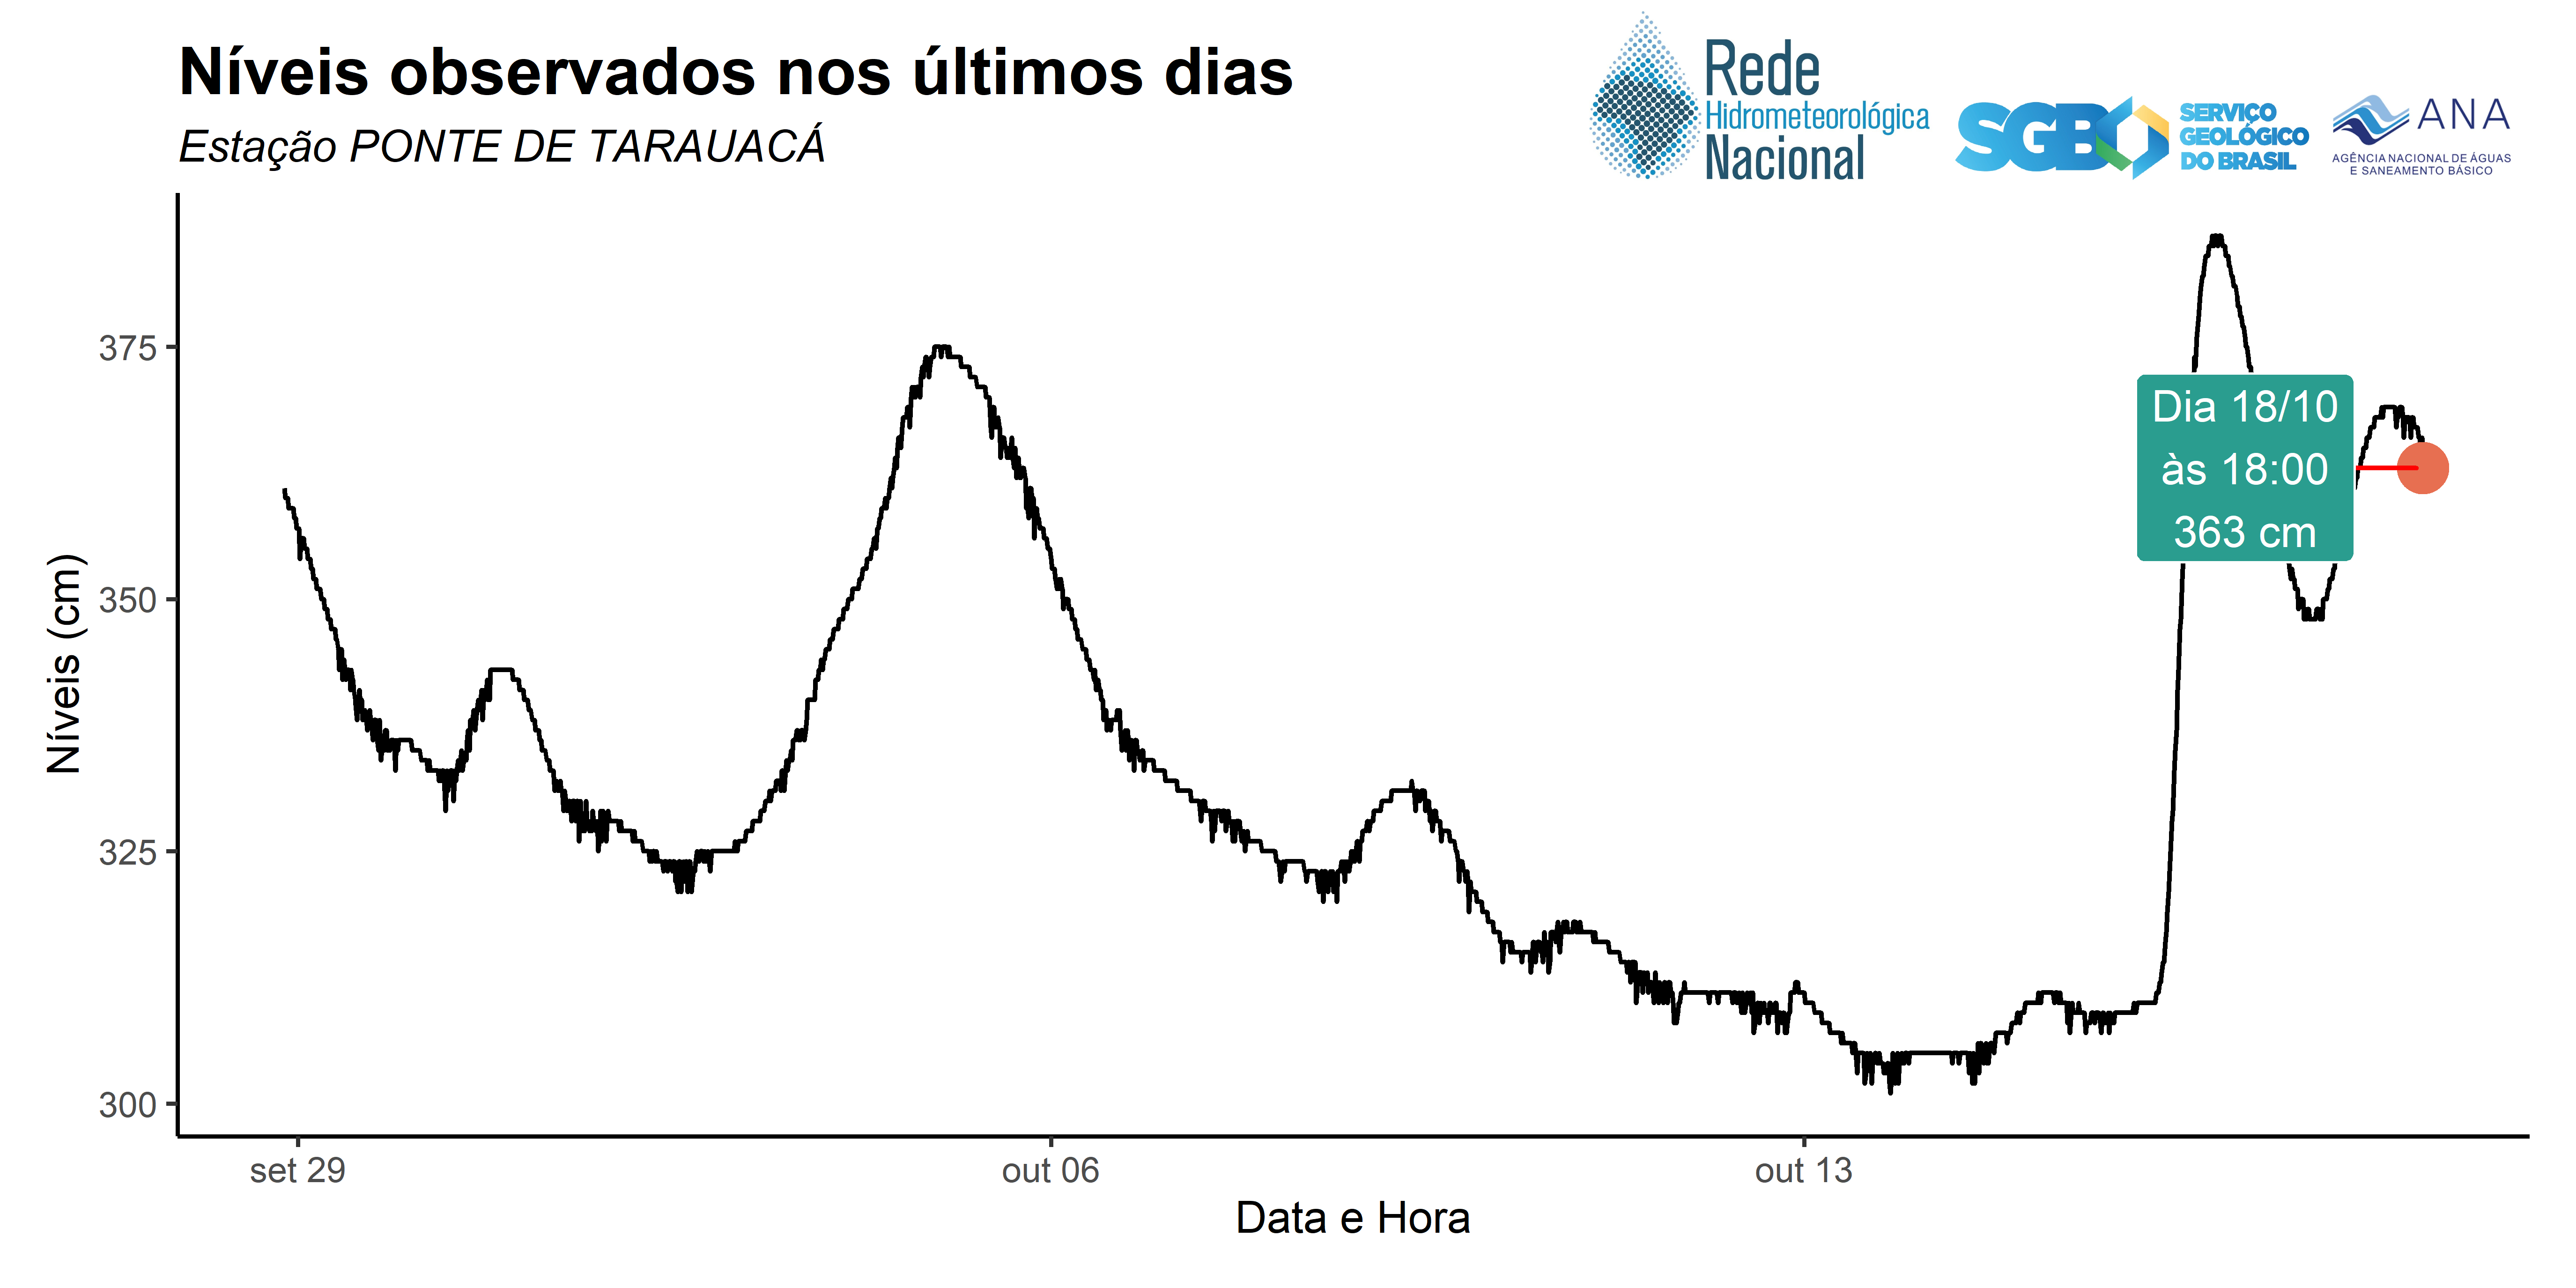 Níveis observados nos últimos dias
Estação PONTE DE TARAUACÁ
Rede
Hidrometeorológica
Nacional
SGB
SERVIÇO
GEOLÓGICO
DO BRASIL
ANA
AGÊNCIA NACIONAL DE ÁGUAS
E SANEAMENTO BÁSICO
Níveis (cm)
375
350
325
300
Dia 18/10
às 18:00
363 cm
set 29
out 06
out 13
Data e Hora